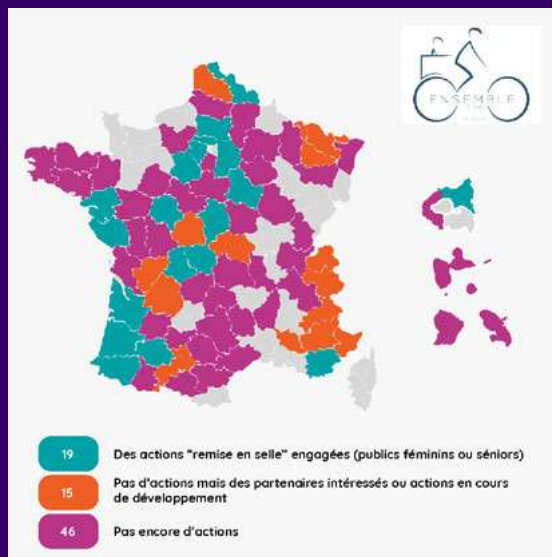 ENSEMBLE
19
Des actions "remise en selle" engagées (publics féminins ou séniors)
15
Pas d'actions mais des partenaires intéressés ou actions en cours
de développement
46
Pas encore d'actions